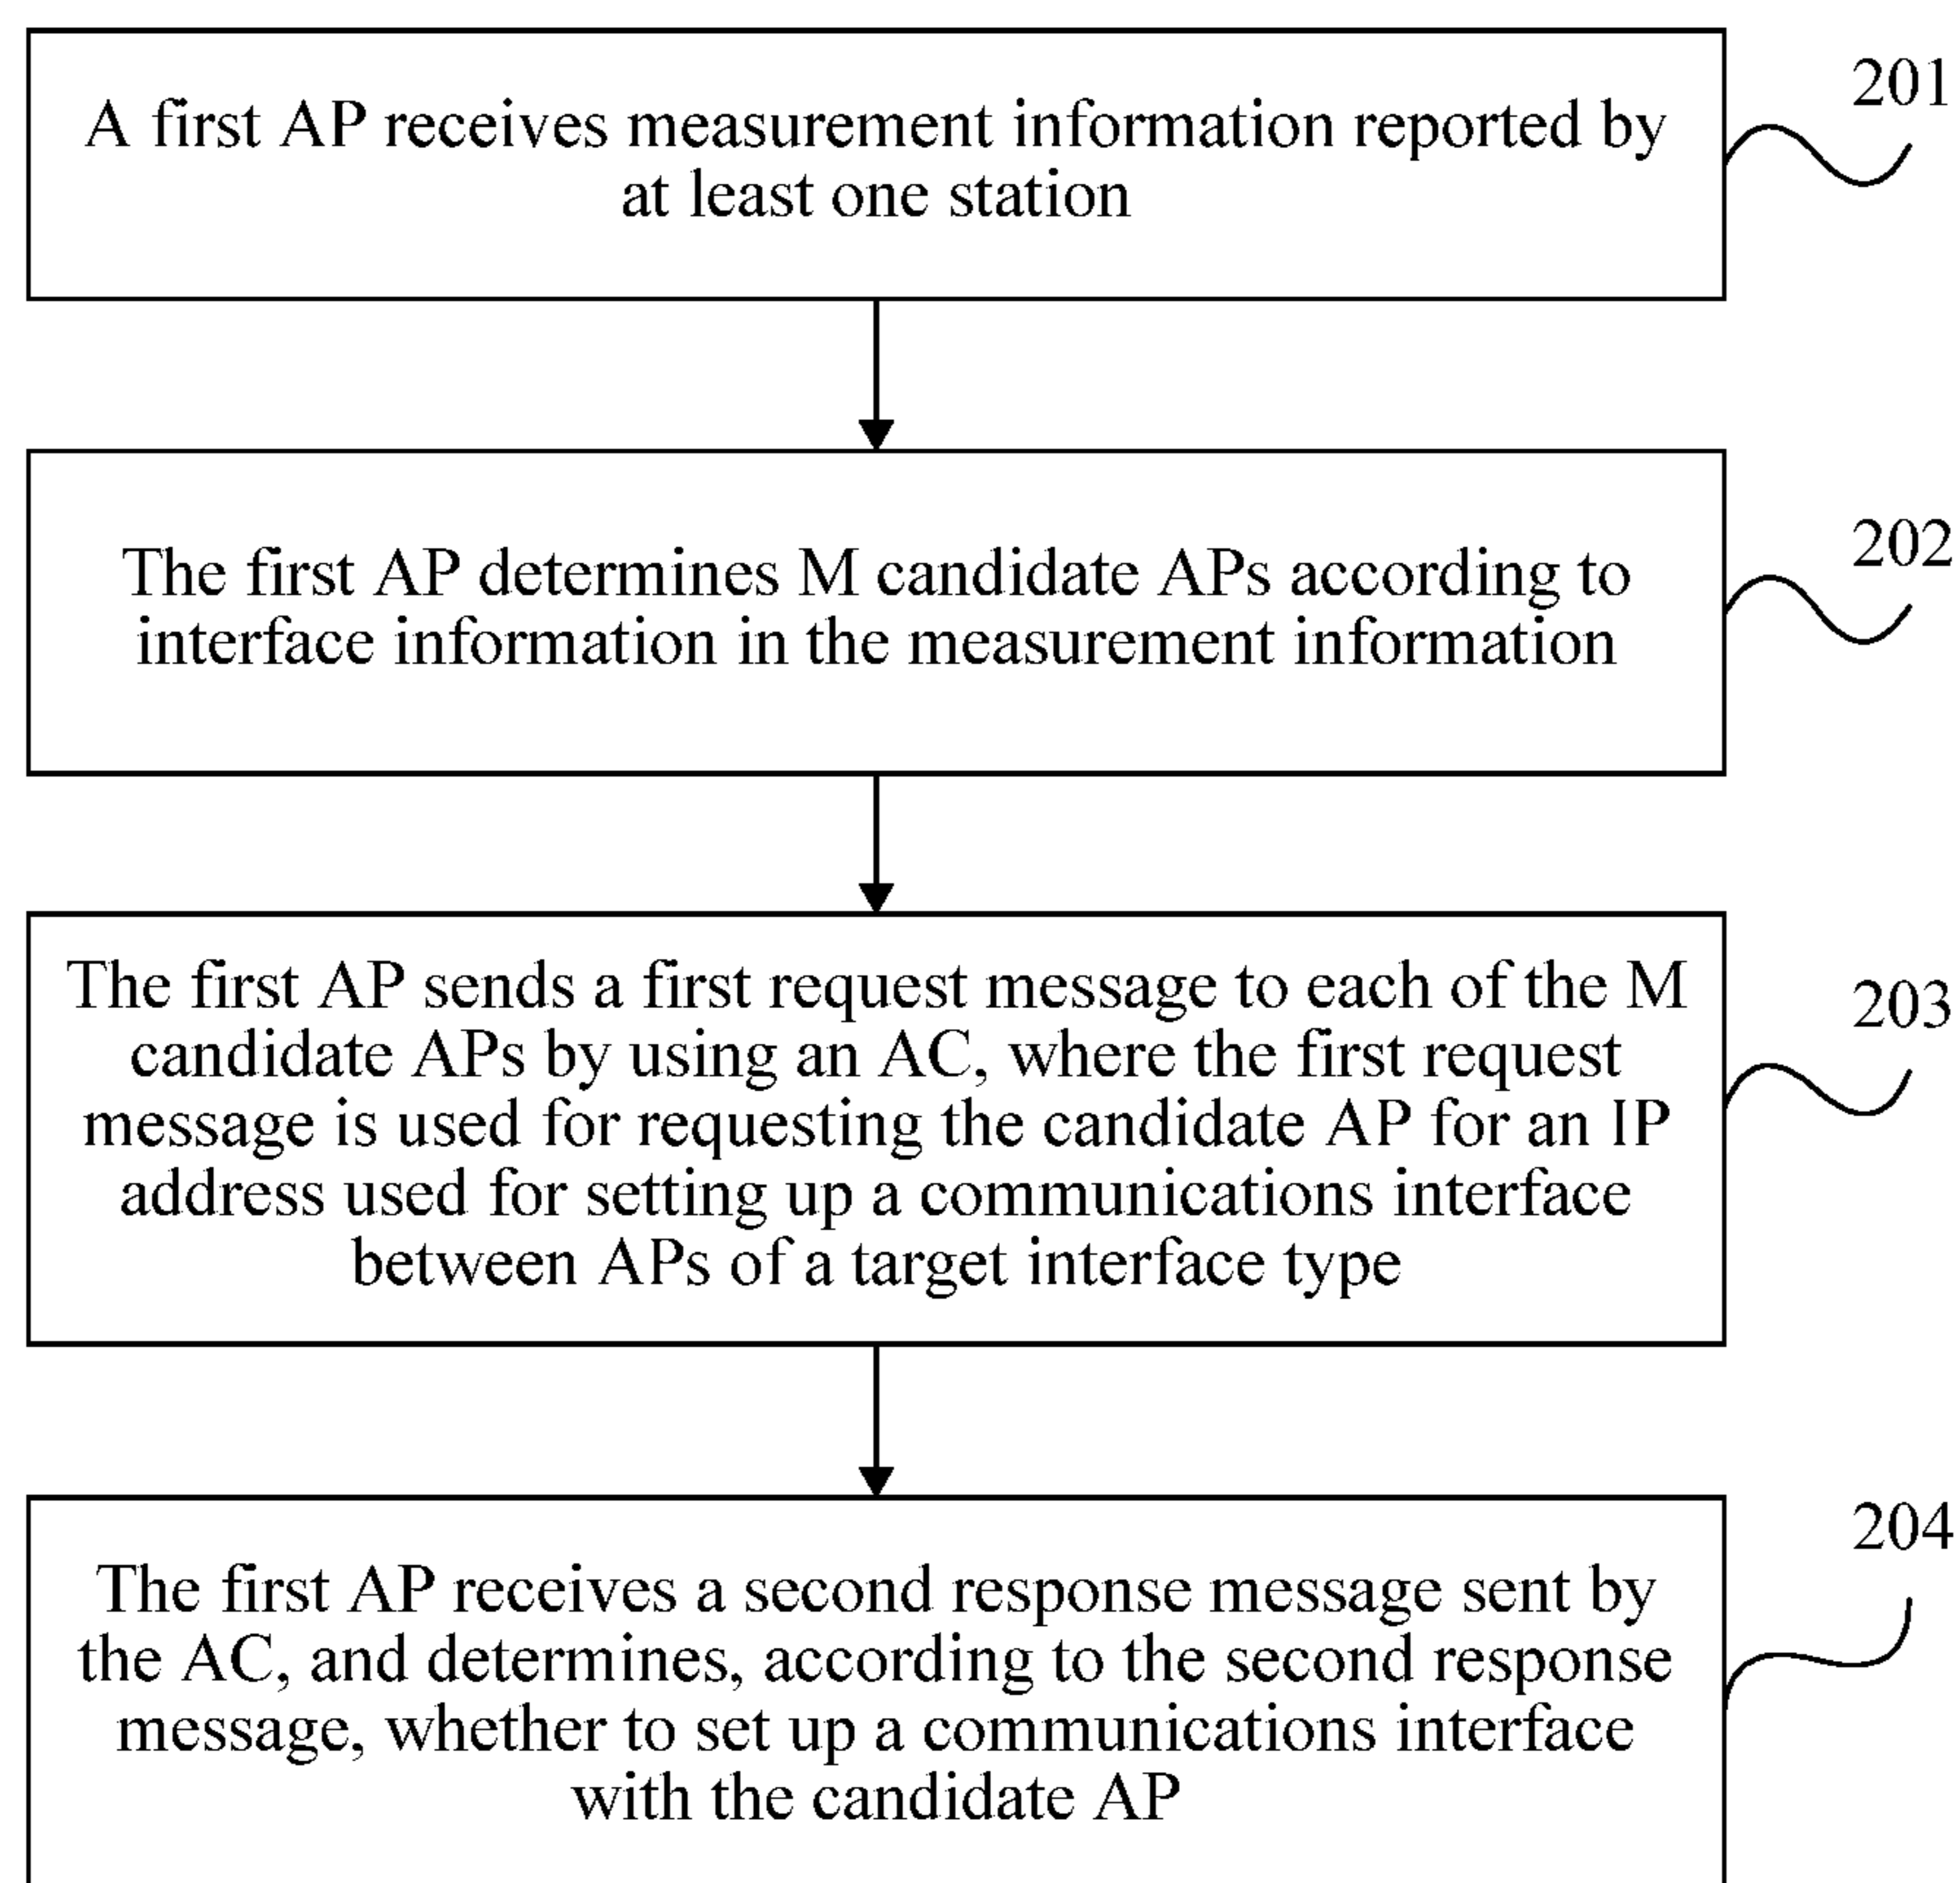 A first AP receives measurement information reported by
at least one station
201
The first AP determines M candidate APs according to
interface information in the measurement information
202
The first AP sends a first request message to each of the M
candidate APs by using an AC, where the first request
message is used for requesting the candidate AP for an IP
address used for setting up a communications interface
between APs of a target interface type
203
The first AP receives a second response message sent by
the AC, and determines, according to the second response
message, whether to set up a communications interface
with the candidate AP
204